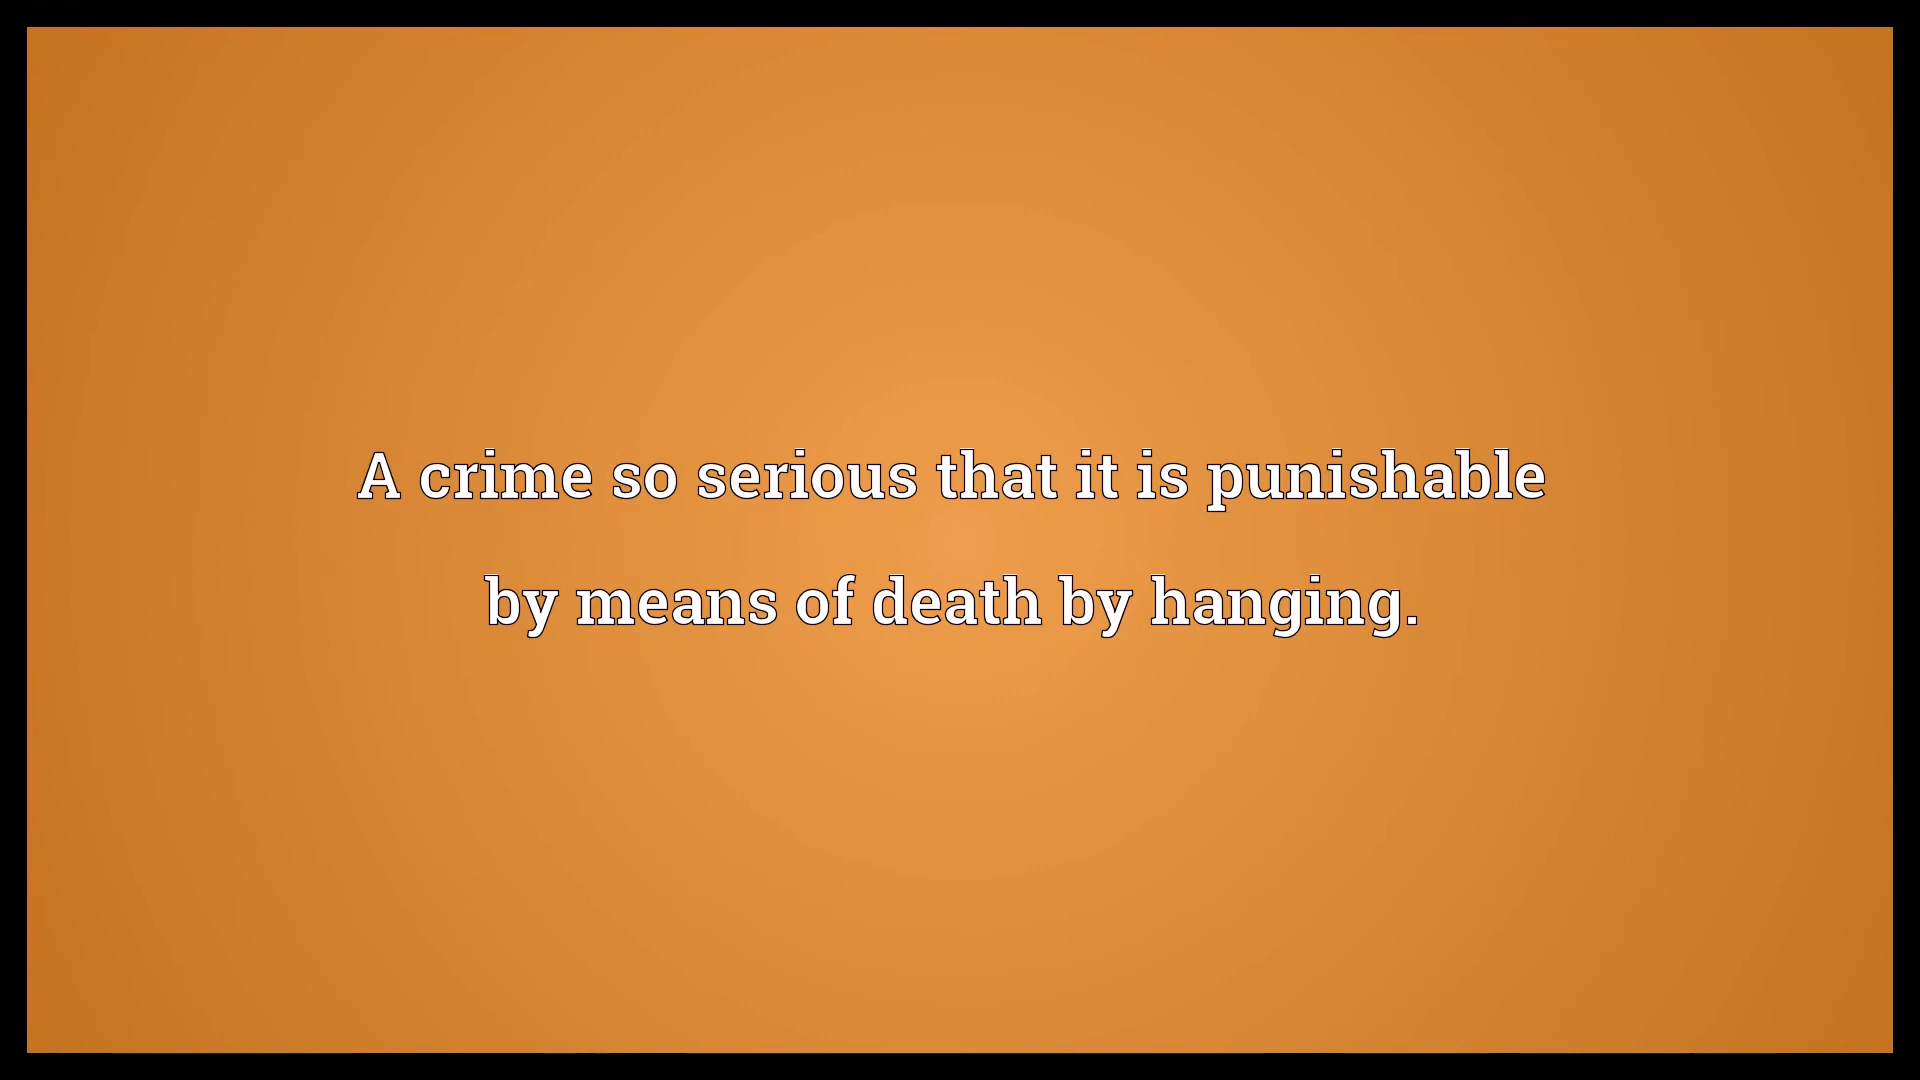 A crime so serious that it is punishable
by means of death by hanging.